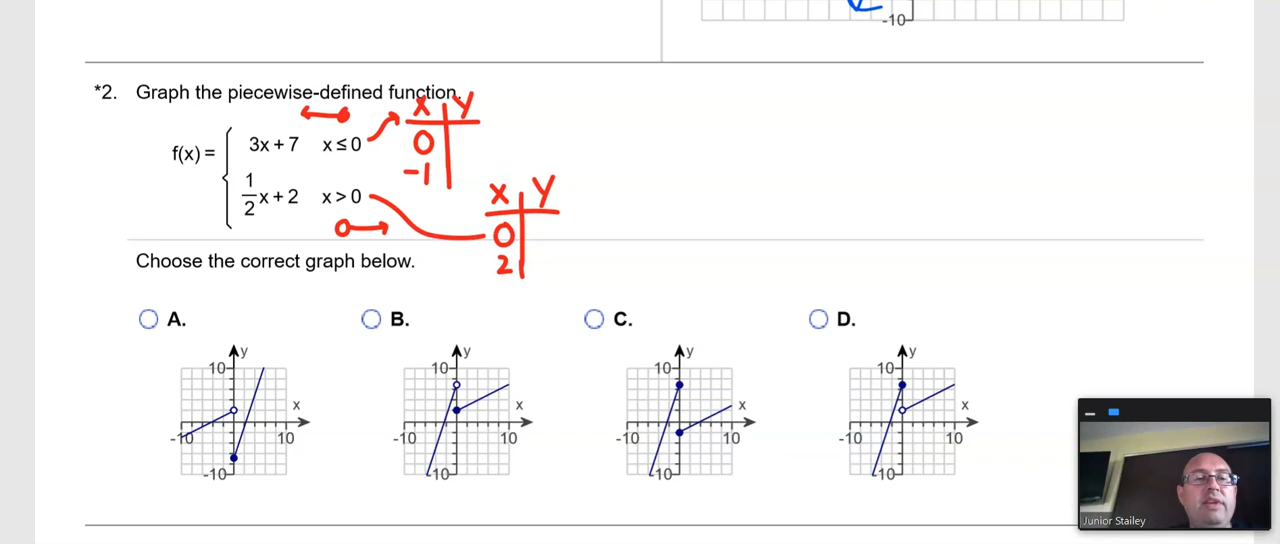 -10
*2. Graph the piecewise-defined function.
x y
f(x) = 3x + 7 x ≤ 0
0
-1
1/2 x + 2 x > 0
x y
0
2
Choose the correct graph below.
A. B. C. D.
y y y y
10 10 10 10
x x x x
-10 10 -10 10 -10 10 -10 10
-10 -10 -10 -10
Junior Stailey